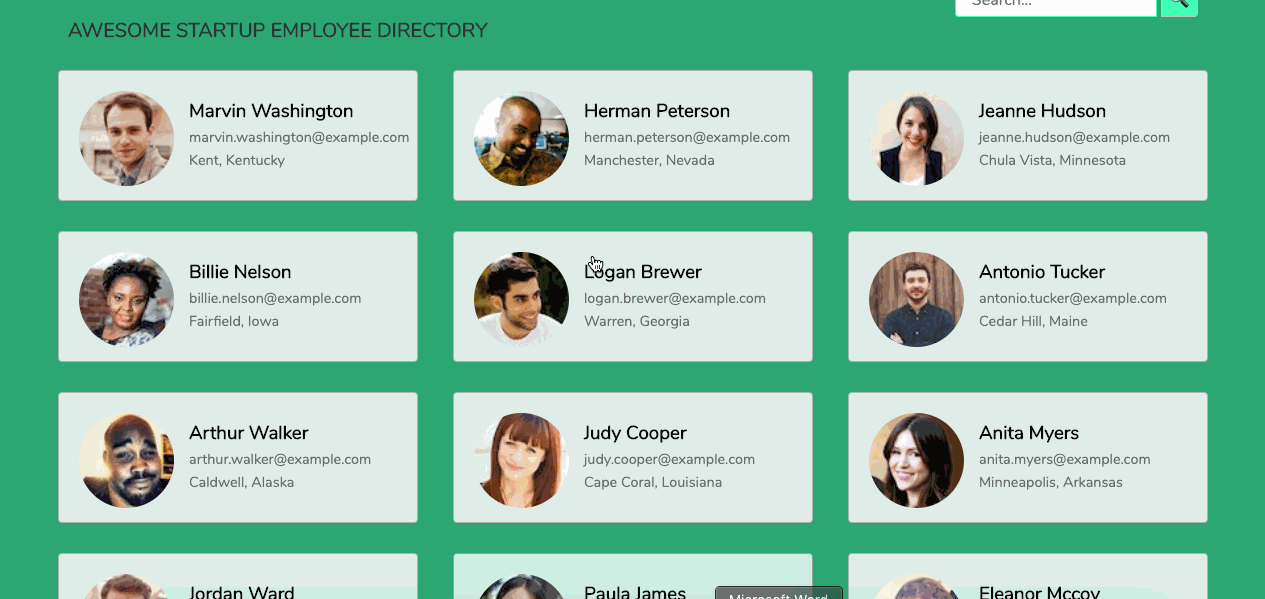 Search...
AWESOME STARTUP EMPLOYEE DIRECTORY
Marvin Washington
marvin.washington@example.com
Kent, Kentucky
Herman Peterson
herman.peterson@example.com
Manchester, Nevada
Jeanne Hudson
jeanne.hudson@example.com
Chula Vista, Minnesota
Billie Nelson
billie.nelson@example.com
Fairfield, Iowa
Logan Brewer
logan.brewer@example.com
Warren, Georgia
Antonio Tucker
antonio.tucker@example.com
Cedar Hill, Maine
Arthur Walker
arthur.walker@example.com
Caldwell, Alaska
Judy Cooper
judy.cooper@example.com
Cape Coral, Louisiana
Anita Myers
anita.myers@example.com
Minneapolis, Arkansas
Jordan Ward
Paula James
Eleanor Mccoy
Microsoft Word